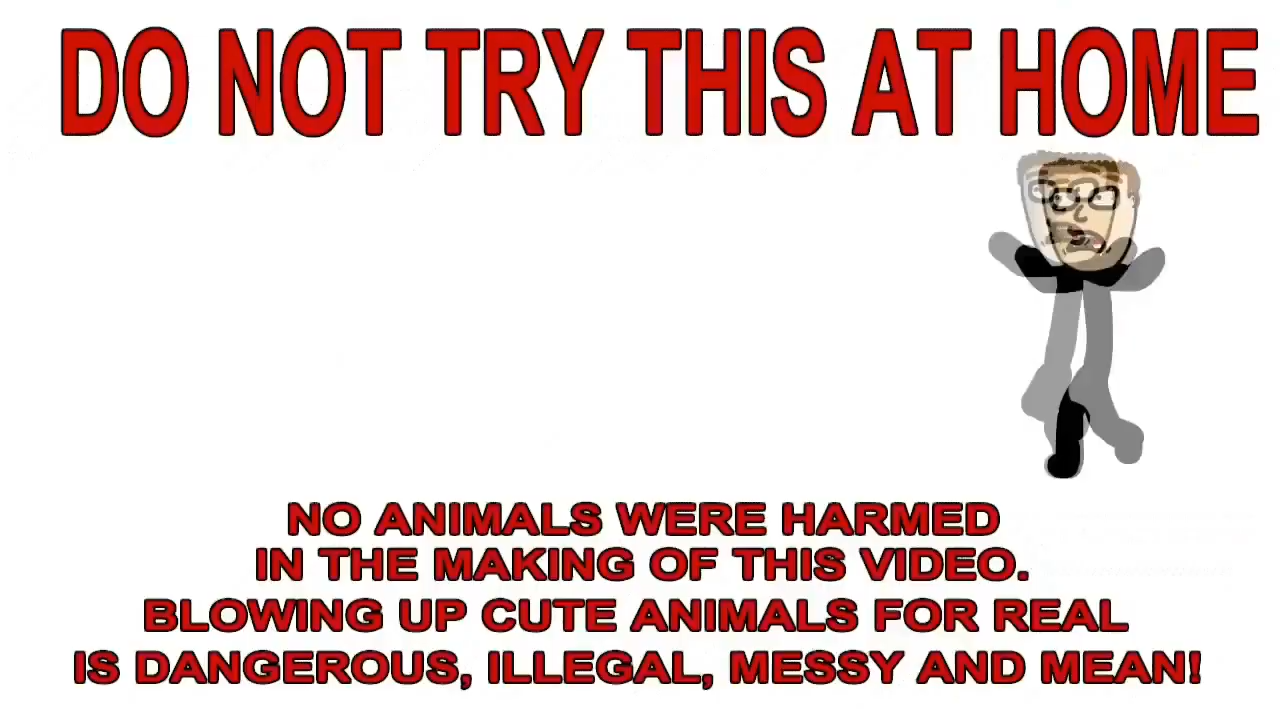 DO NOT TRY THIS AT HOME
NO ANIMALS WERE HARMED
IN THE MAKING OF THIS VIDEO.
BLOWING UP CUTE ANIMALS FOR REAL
IS DANGEROUS, ILLEGAL, MESSY AND MEAN!